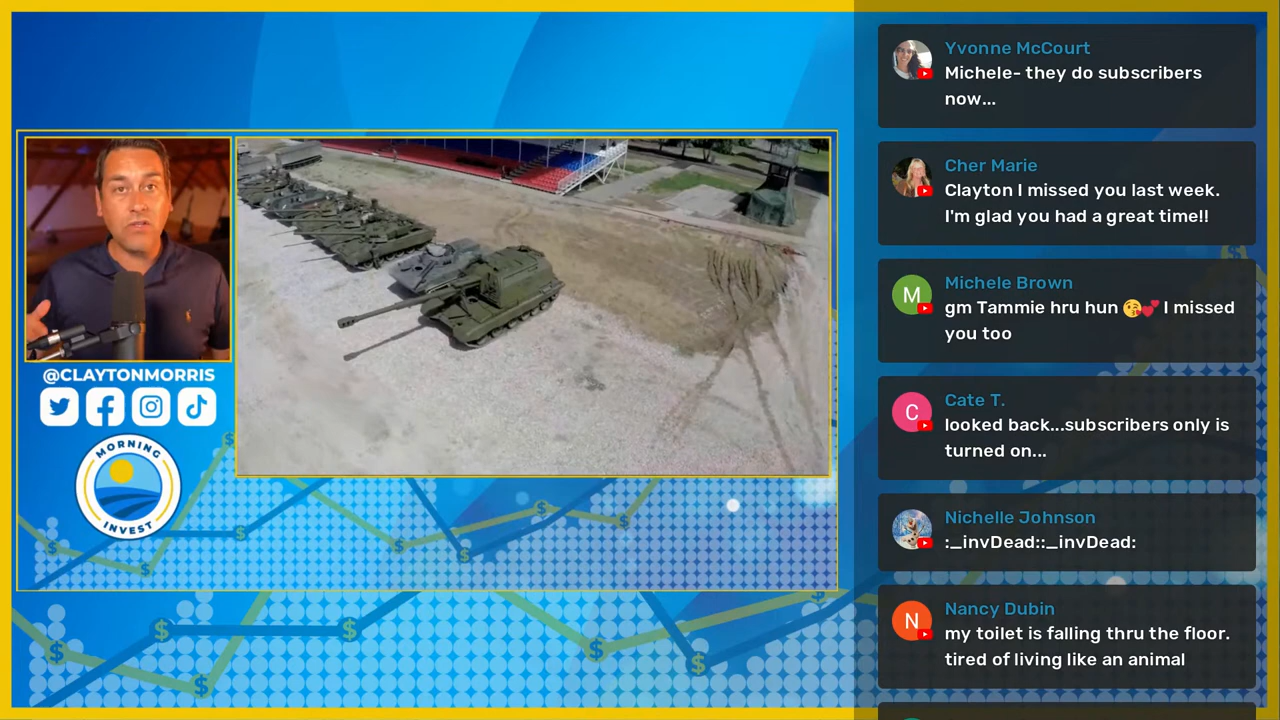 @CLAYTONMORRIS
MORNING
INVEST
Yvonne McCourt
Michele- they do subscribers
now...
Cher Marie
Clayton I missed you last week.
I'm glad you had a great time!!
M
Michele Brown
gm Tammie hru hun 😘💕 I missed
you too
C
Cate T.
looked back...subscribers only is
turned on...
Nichelle Johnson
:_invDead::_invDead:
N
Nancy Dubin
my toilet is falling thru the floor.
tired of living like an animal